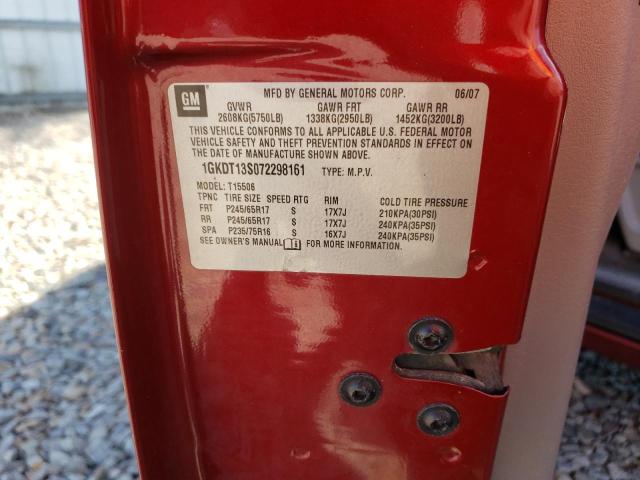 GM
MFD BY GENERAL MOTORS CORP. 06/07
GVWR GAWR FRT GAWR RR
2608KG(5750LB) 1338KG(2950LB) 1452KG(3200LB)
THIS VEHICLE CONFORMS TO ALL APPLICABLE U.S. FEDERAL MOTOR
VEHICLE SAFETY AND THEFT PREVENTION STANDARDS IN EFFECT ON
THE DATE OF MANUFACTURE SHOWN ABOVE.
1GKDT13S072298161 TYPE: M.P.V.
MODEL: T15506
TPNC TIRE SIZE SPEED RTG RIM COLD TIRE PRESSURE
FRT P245/65R17 S 17X7J 210KPA(30PSI)
RR P245/65R17 S 17X7J 240KPA(35PSI)
SPA P235/75R16 S 16X7J 240KPA(35PSI)
SEE OWNER'S MANUAL FOR MORE INFORMATION.